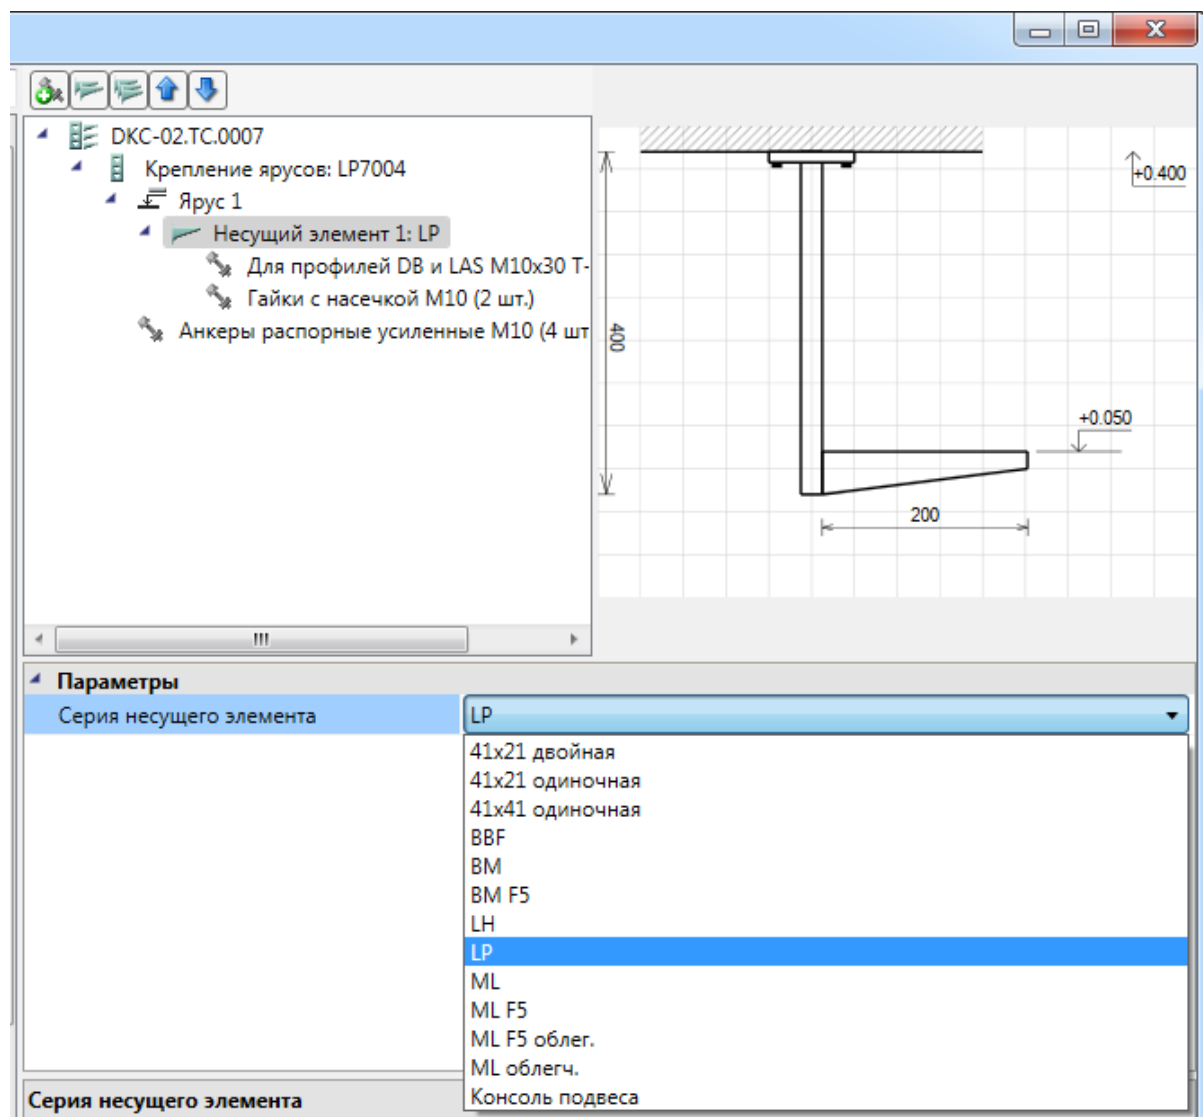 DKC-02.TC.0007
Крепление ярусов: LP7004
Ярус 1
Несущий элемент 1: LP
Для профилей DB и LAS M10x30 T-
Гайки с насечкой M10 (2 шт.)
Анкеры распорные усиленные M10 (4 шт
+0.400
400
+0.050
200
Параметры
Серия несущего элемента
LP
41x21 двойная
41x21 одиночная
41x41 одиночная
BBF
BM
BM F5
LH
LP
ML
ML F5
ML F5 облег.
ML облегч.
Консоль подвеса
Серия несущего элемента